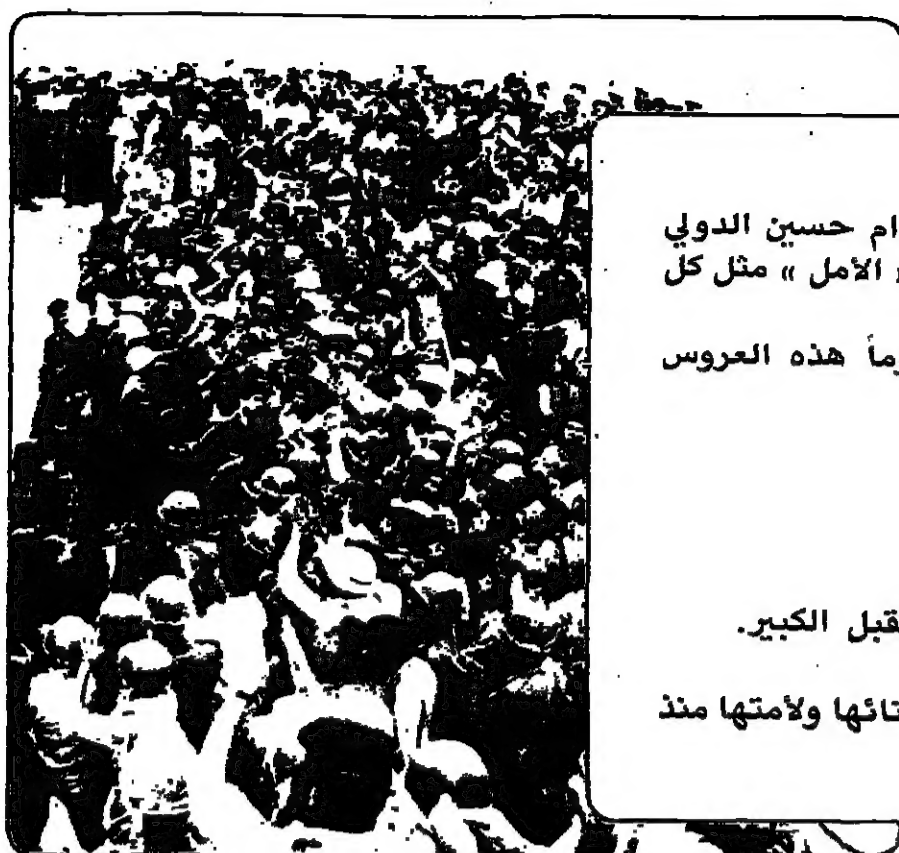 ام حسين الدولي
الأمل » مثل كل
هذه العروس
قبل الكبير.
تائها ولأمتها منذ